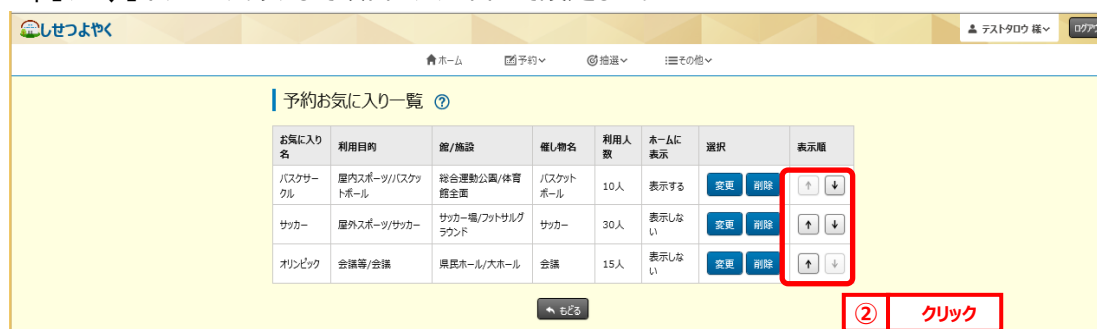 しせつよやく
テストタロウ 様
ホーム 予約 抽選 その他
予約お気に入り一覧 ?
お気に入り名 利用目的 館/施設 催し物名 利用人数 ホームに表示 選択 表示順
バスケサークル 屋内スポーツ/バスケットボール 総合運動公園/体育館全面 バスケットボール 10人 表示する 変更 削除 ↑ ↓
サッカー 屋外スポーツ/サッカー サッカー場/フットサルグラウンド サッカー 30人 表示しない 変更 削除 ↑ ↓
オリンピック 会議等/会議 県民ホール/大ホール 会議 15人 表示しない 変更 削除 ↑ ↓
もどる
② クリック